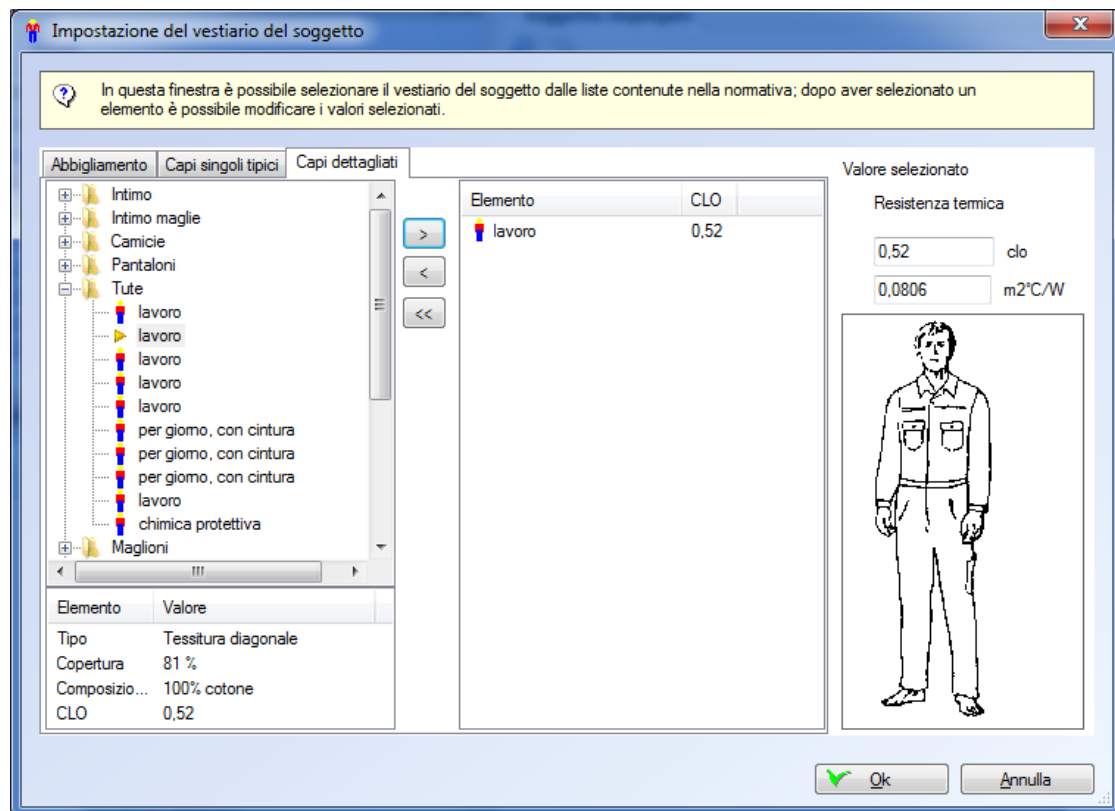 Impostazione del vestiario del soggetto
In questa finestra è possibile selezionare il vestiario del soggetto dalle liste contenute nella normativa; dopo aver selezionato un
elemento è possibile modificare i valori selezionati.
Abbigliamento Capi singoli tipici Capi dettagliati
Intimo
Intimo maglie
Camicie
Pantaloni
Tute
lavoro
lavoro
lavoro
lavoro
lavoro
per giorno, con cintura
per giorno, con cintura
per giorno, con cintura
lavoro
chimica protettiva
Maglioni
Elemento Valore
Tipo Tessitura diagonale
Copertura 81 %
Composizio... 100% cotone
CLO 0,52
>
<
<<
Elemento CLO
lavoro 0,52
Valore selezionato
Resistenza termica
0,52 clo
0,0806 m2°C/W
Ok Annulla